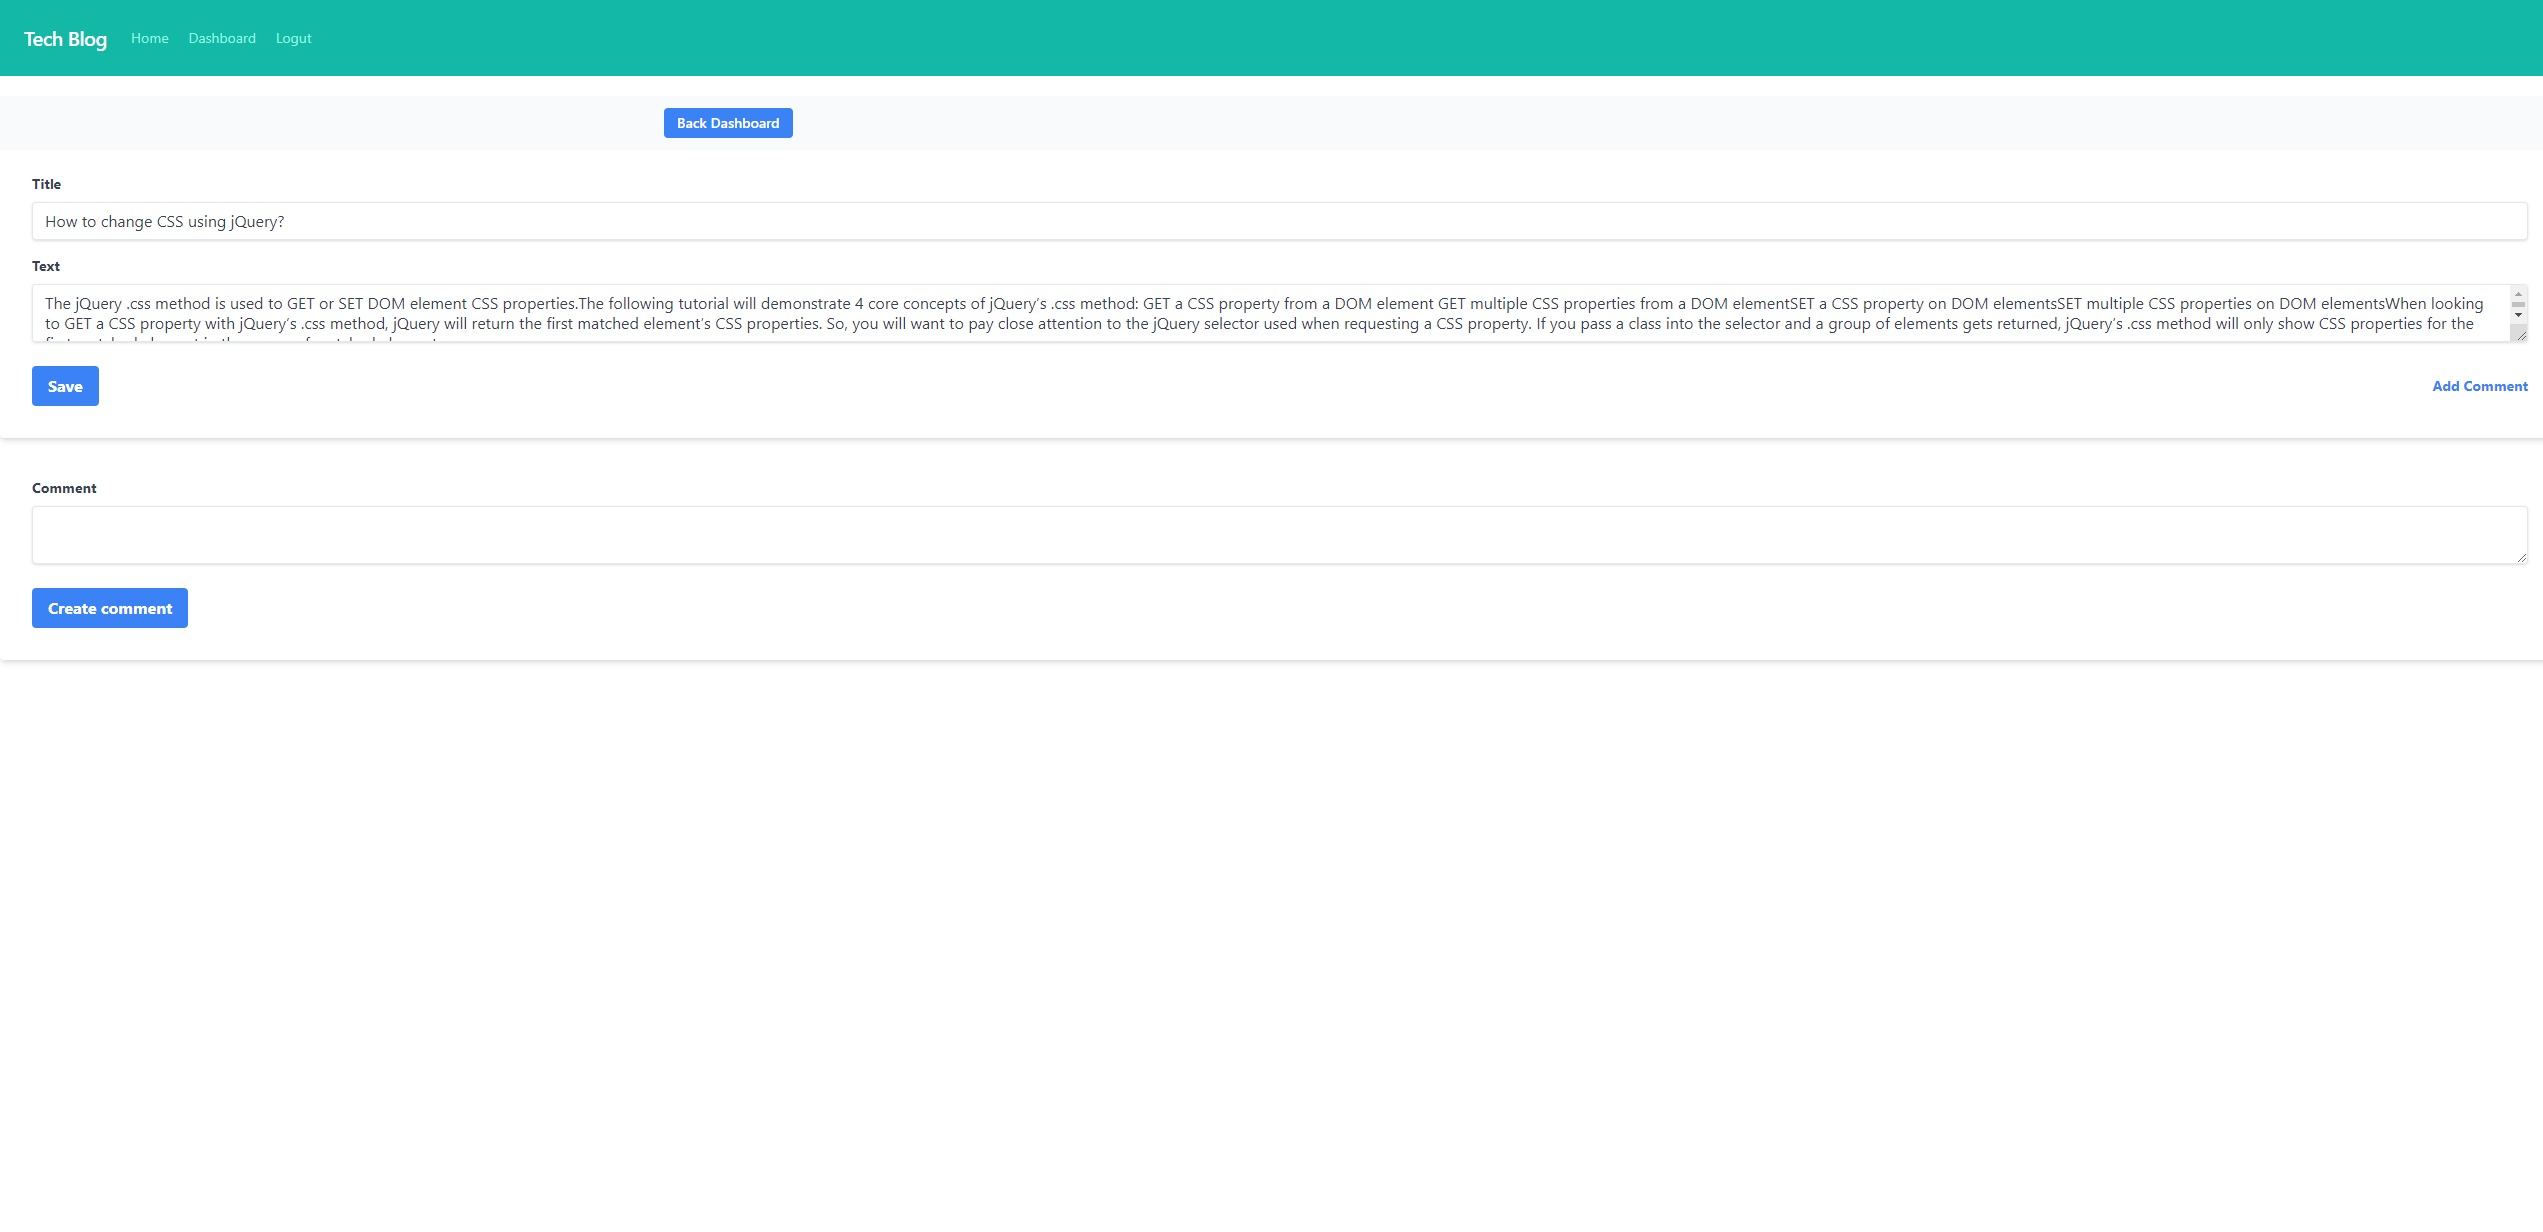 Tech Blog Home Dashboard Logut
Back Dashboard
Title
How to change CSS using jQuery?
Text
The jQuery .css method is used to GET or SET DOM element CSS properties.The following tutorial will demonstrate 4 core concepts of jQuery's .css method: GET a CSS property from a DOM element GET multiple CSS properties from a DOM elementSET a CSS property on DOM elementsSET multiple CSS properties on DOM elementsWhen looking
to GET a CSS property with jQuery's .css method, jQuery will return the first matched element's CSS properties. So, you will want to pay close attention to the jQuery selector used when requesting a CSS property. If you pass a class into the selector and a group of elements gets returned, jQuery's .css method will only show CSS properties for the
Save Add Comment
Comment
Create comment